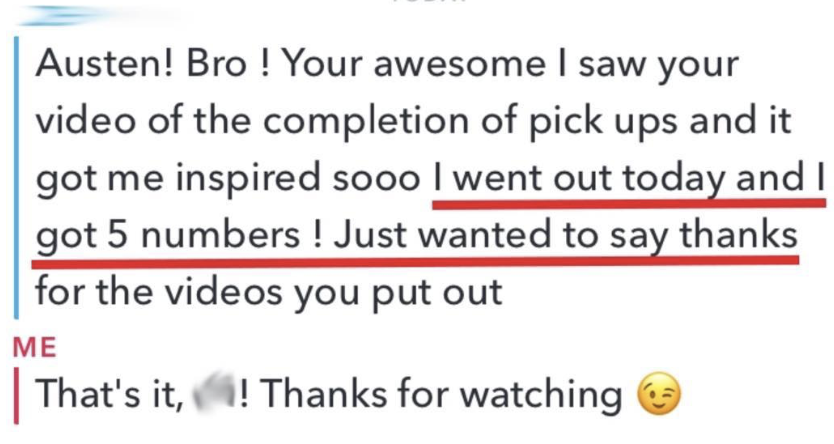 Austen! Bro ! Your awesome I saw your
video of the completion of pick ups and it
got me inspired sooo I went out today and I
got 5 numbers ! Just wanted to say thanks
for the videos you put out
ME
That's it, ! Thanks for watching 😉